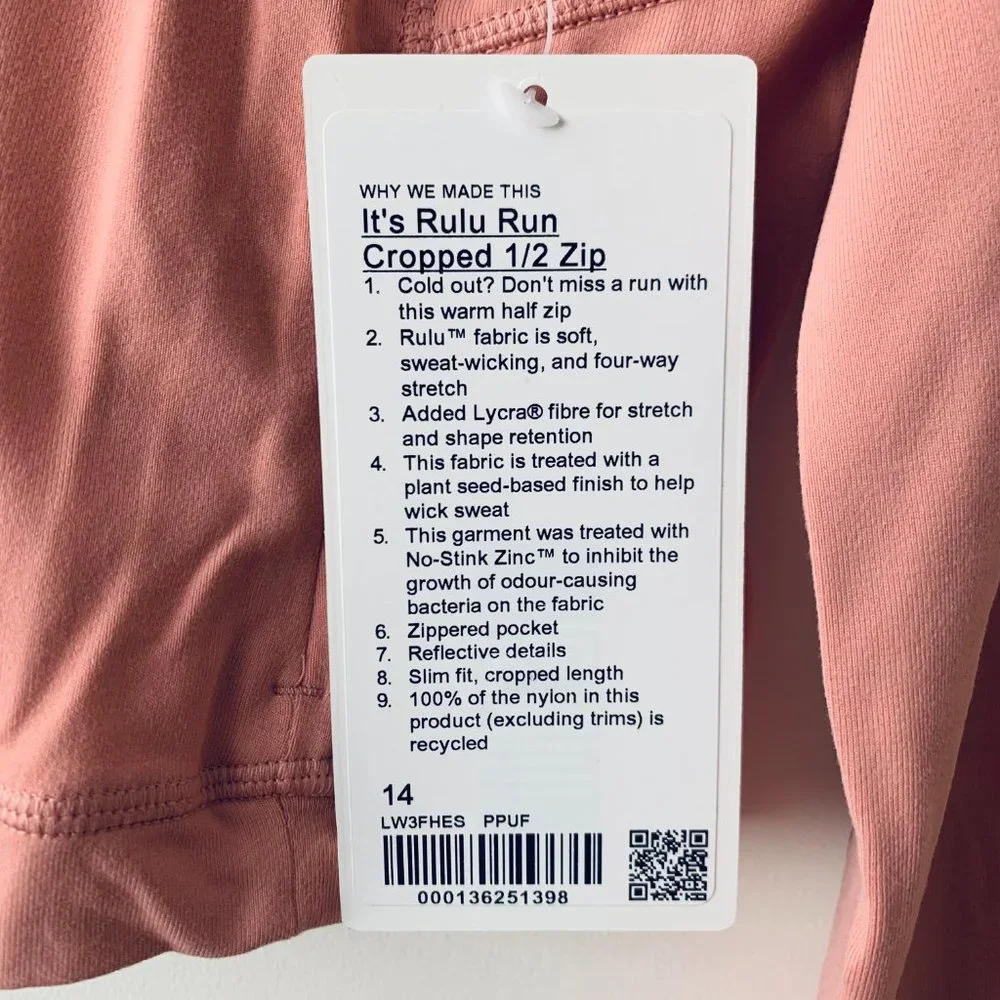 WHY WE MADE THIS
It's Rulu Run
Cropped 1/2 Zip
1. Cold out? Don't miss a run with
this warm half zip
2. Rulu™ fabric is soft,
sweat-wicking, and four-way
stretch
3. Added Lycra® fibre for stretch
and shape retention
4. This fabric is treated with a
plant seed-based finish to help
wick sweat
5. This garment was treated with
No-Stink Zinc™ to inhibit the
growth of odour-causing
bacteria on the fabric
6. Zippered pocket
7. Reflective details
8. Slim fit, cropped length
9. 100% of the nylon in this
product (excluding trims) is
recycled
14
LW3FHES PPUF
000136251398